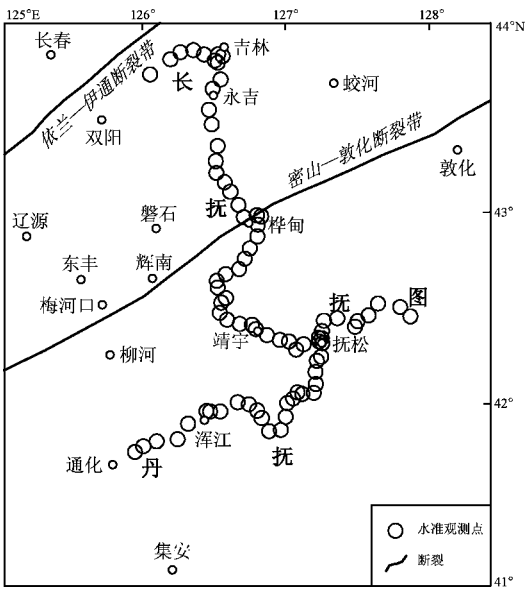 125°E
126°
127°
128°
44°N
长春
吉林
长
永吉
蛟河
依兰—伊通断裂带
双阳
密山—敦化断裂带
敦化
抚
43°
磐石
桦甸
辽源
东丰
辉南
梅河口
抚
图
靖宇
抚松
柳河
42°
浑江
抚
通化
丹
水准观测点
集安
断裂
41°